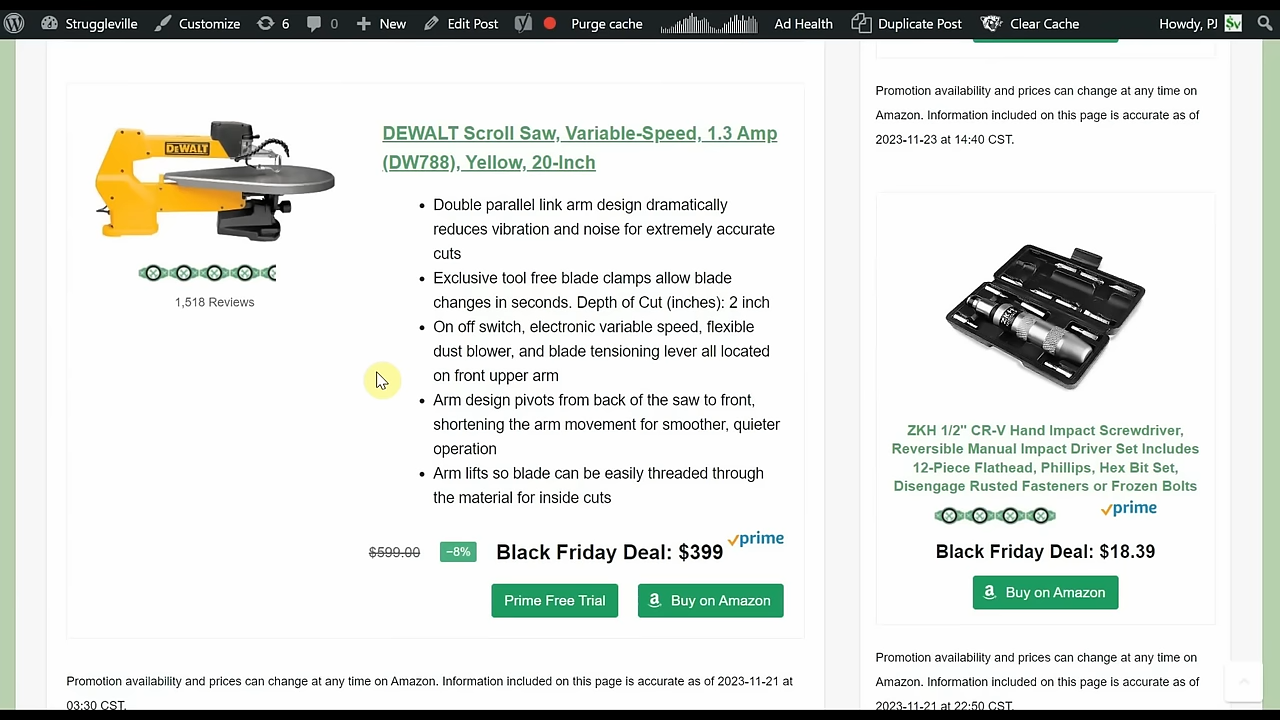 Struggleville Customize 6 0 New Edit Post Purge cache Ad Health Duplicate Post Clear Cache Howdy, PJ
DEWALT
DEWALT Scroll Saw, Variable-Speed, 1.3 Amp
(DW788), Yellow, 20-Inch
1,518 Reviews
• Double parallel link arm design dramatically
reduces vibration and noise for extremely accurate
cuts
• Exclusive tool free blade clamps allow blade
changes in seconds. Depth of Cut (inches): 2 inch
• On off switch, electronic variable speed, flexible
dust blower, and blade tensioning lever all located
on front upper arm
• Arm design pivots from back of the saw to front,
shortening the arm movement for smoother, quieter
operation
• Arm lifts so blade can be easily threaded through
the material for inside cuts
$599.00 −8% Black Friday Deal: $399 prime
Prime Free Trial Buy on Amazon
Promotion availability and prices can change at any time on Amazon. Information included on this page is accurate as of 2023-11-21 at
03:30 CST.
Promotion availability and prices can change at any time on
Amazon. Information included on this page is accurate as of
2023-11-23 at 14:40 CST.
ZKH
ZKH 1/2" CR-V Hand Impact Screwdriver,
Reversible Manual Impact Driver Set Includes
12-Piece Flathead, Phillips, Hex Bit Set,
Disengage Rusted Fasteners or Frozen Bolts
prime
Black Friday Deal: $18.39
Buy on Amazon
Promotion availability and prices can change at any time on
Amazon. Information included on this page is accurate as of
2023-11-21 at 22:50 CST.